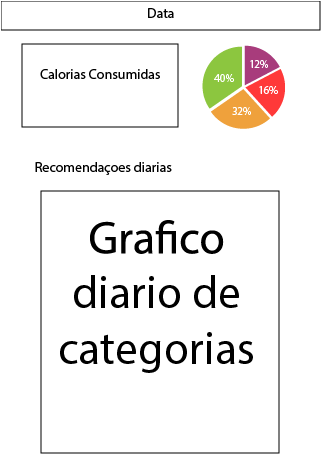 Data
Calorias Consumidas
12%
40%
16%
32%
Recomendaçoes diarias
Grafico
diario de
categorias